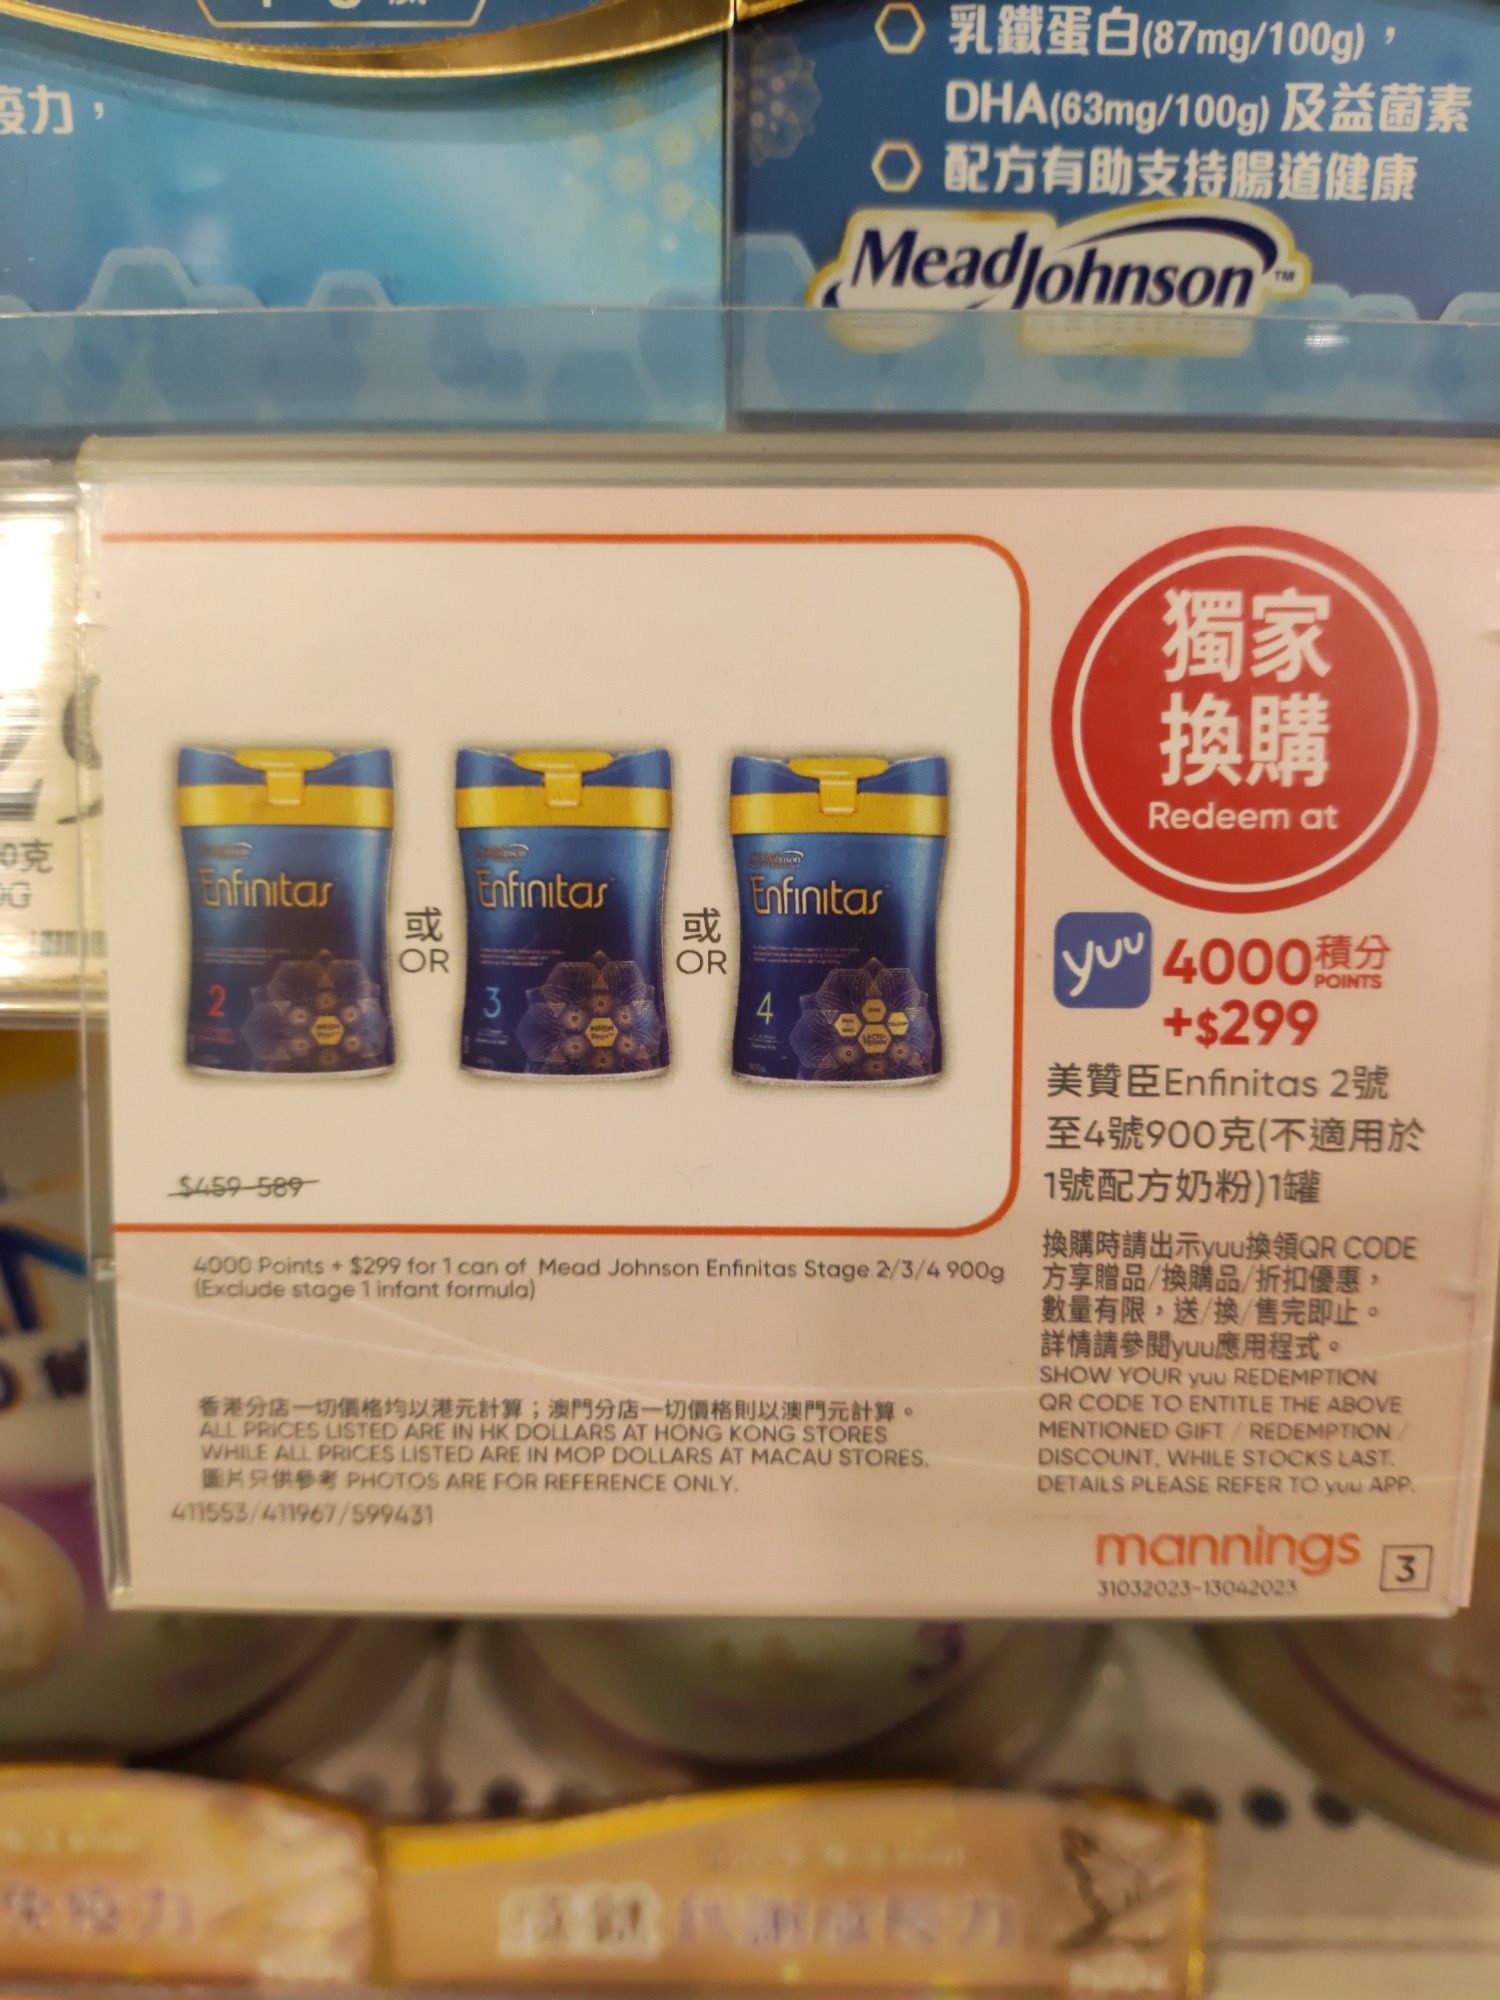 疫力，
乳鐵蛋白(87mg/100g)，
DHA(63mg/100g) 及益菌素
配方有助支持腸道健康
MeadJohnson™
獨家
換購
Redeem at
Enfinitas
2
或
OR
Enfinitas
3
或
OR
Enfinitas
4
yuu
4000積分
POINTS
+$299
美贊臣Enfinitas 2號
至4號900克(不適用於
1號配方奶粉)1罐
$459-589
4000 Points + $299 for 1 can of Mead Johnson Enfinitas Stage 2/3/4 900g
(Exclude stage 1 infant formula)
換購時請出示yuu換領QR CODE
方享贈品/換購品/折扣優惠，
數量有限，送/換/售完即止。
詳情請參閱yuu應用程式。
SHOW YOUR yuu REDEMPTION
QR CODE TO ENTITLE THE ABOVE
MENTIONED GIFT / REDEMPTION /
DISCOUNT, WHILE STOCKS LAST.
DETAILS PLEASE REFER TO yuu APP.
香港分店一切價格均以港元計算；澳門分店一切價格則以澳門元計算。
ALL PRICES LISTED ARE IN HK DOLLARS AT HONG KONG STORES
WHILE ALL PRICES LISTED ARE IN MOP DOLLARS AT MACAU STORES.
圖片只供參考 PHOTOS ARE FOR REFERENCE ONLY.
411553/411967/599431
mannings
31032023-13042023
3
0克
0G
免疫力